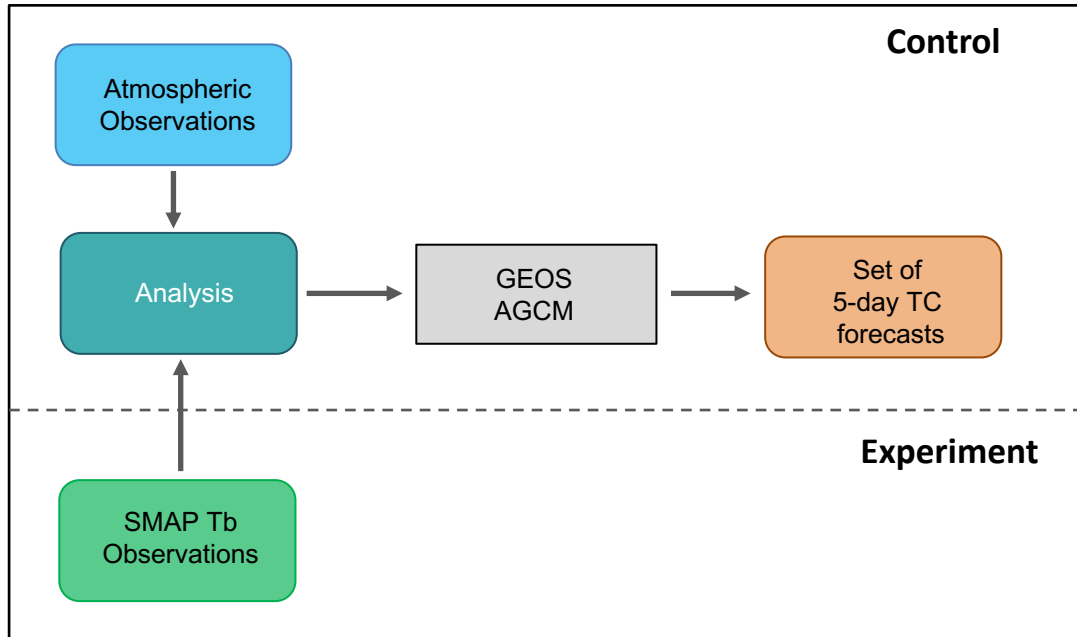 Control
Atmospheric
Observations
Analysis
GEOS
AGCM
Set of
5-day TC
forecasts
Experiment
SMAP Tb
Observations